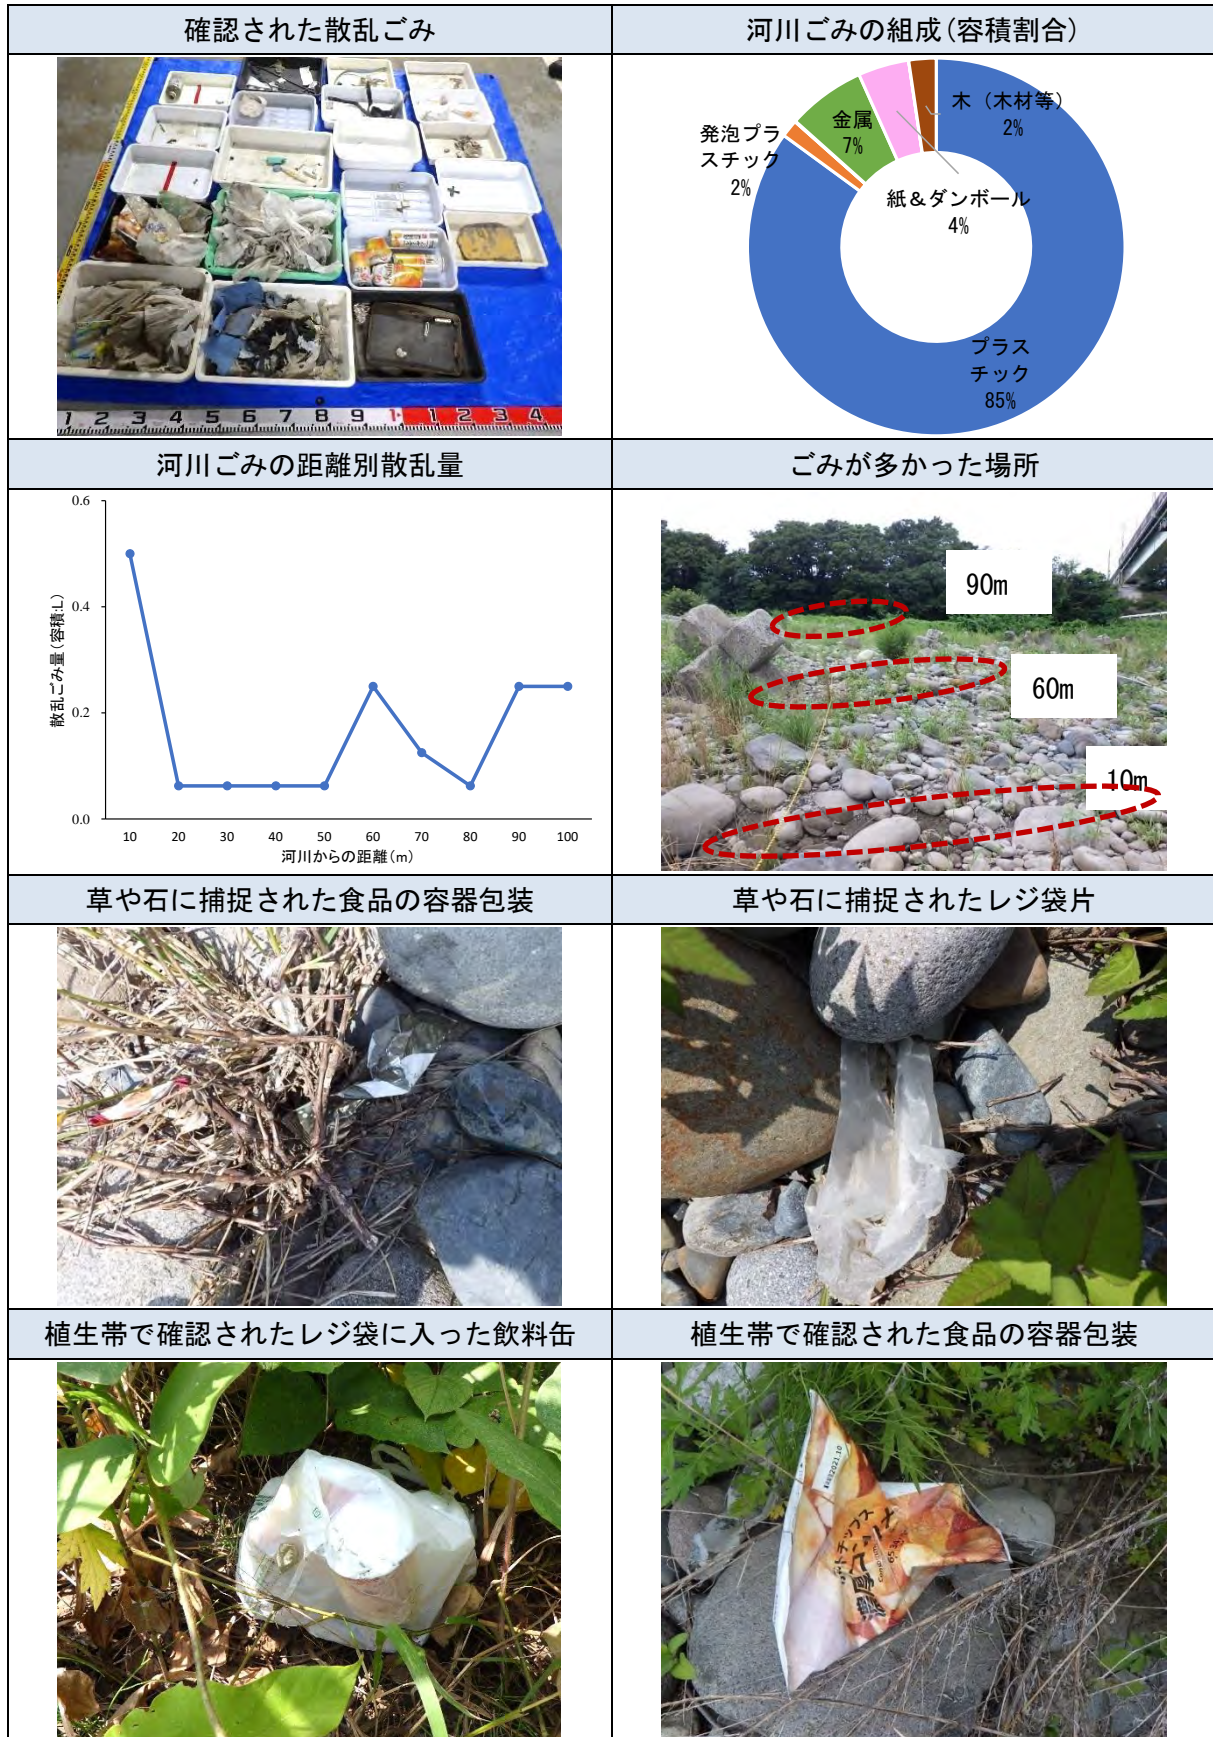 確認された散乱ごみ
河川ごみの組成(容積割合)
1 2 3 4 5 6 7 8 9 1 1 2 3 4
木（木材等）
2%
金属
7%
発泡プラ
スチック
2%
紙＆ダンボール
4%
プラス
チック
85%
河川ごみの距離別散乱量
ごみが多かった場所
0.6
0.4
0.2
0.0
散乱ごみ量(容積:L)
10 20 30 40 50 60 70 80 90 100
河川からの距離(m)
90m
60m
10m
草や石に捕捉された食品の容器包装
草や石に捕捉されたレジ袋片
植生帯で確認されたレジ袋に入った飲料缶
植生帯で確認された食品の容器包装
2021.10